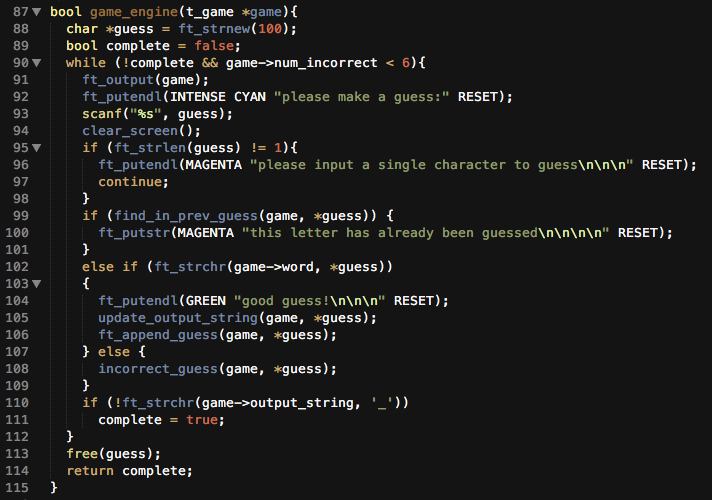 87 ▼ bool game_engine(t_game *game){
88 char *guess = ft_strnew(100);
89 bool complete = false;
90 ▼ while (!complete && game->num_incorrect < 6){
91 ft_output(game);
92 ft_putendl(INTENSE CYAN "please make a guess:" RESET);
93 scanf("%s", guess);
94 clear_screen();
95 ▼ if (ft_strlen(guess) != 1){
96 ft_putendl(MAGENTA "please input a single character to guess\n\n\n" RESET);
97 continue;
98 }
99 if (find_in_prev_guess(game, *guess)) {
100 ft_putstr(MAGENTA "this letter has already been guessed\n\n\n\n" RESET);
101 }
102 else if (ft_strchr(game->word, *guess))
103 ▼ {
104 ft_putendl(GREEN "good guess!\n\n\n" RESET);
105 update_output_string(game, *guess);
106 ft_append_guess(game, *guess);
107 } else {
108 incorrect_guess(game, *guess);
109 }
110 if (!ft_strchr(game->output_string, '_'))
111 complete = true;
112 }
113 free(guess);
114 return complete;
115 }